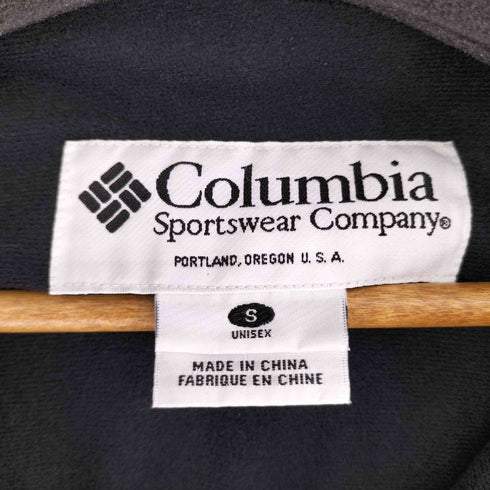 Columbia
Sportswear Company®
PORTLAND, OREGON U. S. A.
S
UNISEX
MADE IN CHINA
FABRIQUE EN CHINE